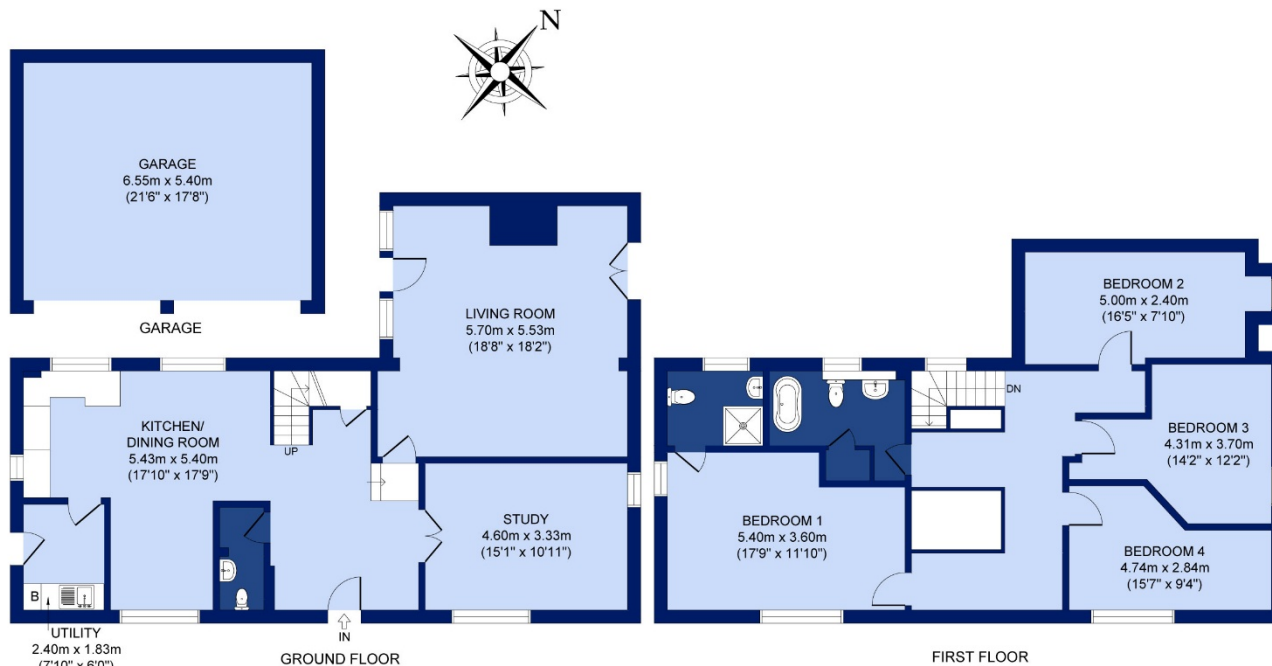 N
GARAGE
6.55m x 5.40m
(21'6" x 17'8")
GARAGE
LIVING ROOM
5.70m x 5.53m
(18'8" x 18'2")
KITCHEN/
DINING ROOM
5.43m x 5.40m
(17'10" x 17'9")
UP
STUDY
4.60m x 3.33m
(15'1" x 10'11")
B
UTILITY
2.40m x 1.83m
(7'10" x 6'0")
IN
GROUND FLOOR
BEDROOM 2
5.00m x 2.40m
(16'5" x 7'10")
DN
BEDROOM 3
4.31m x 3.70m
(14'2" x 12'2")
BEDROOM 1
5.40m x 3.60m
(17'9" x 11'10")
BEDROOM 4
4.74m x 2.84m
(15'7" x 9'4")
FIRST FLOOR